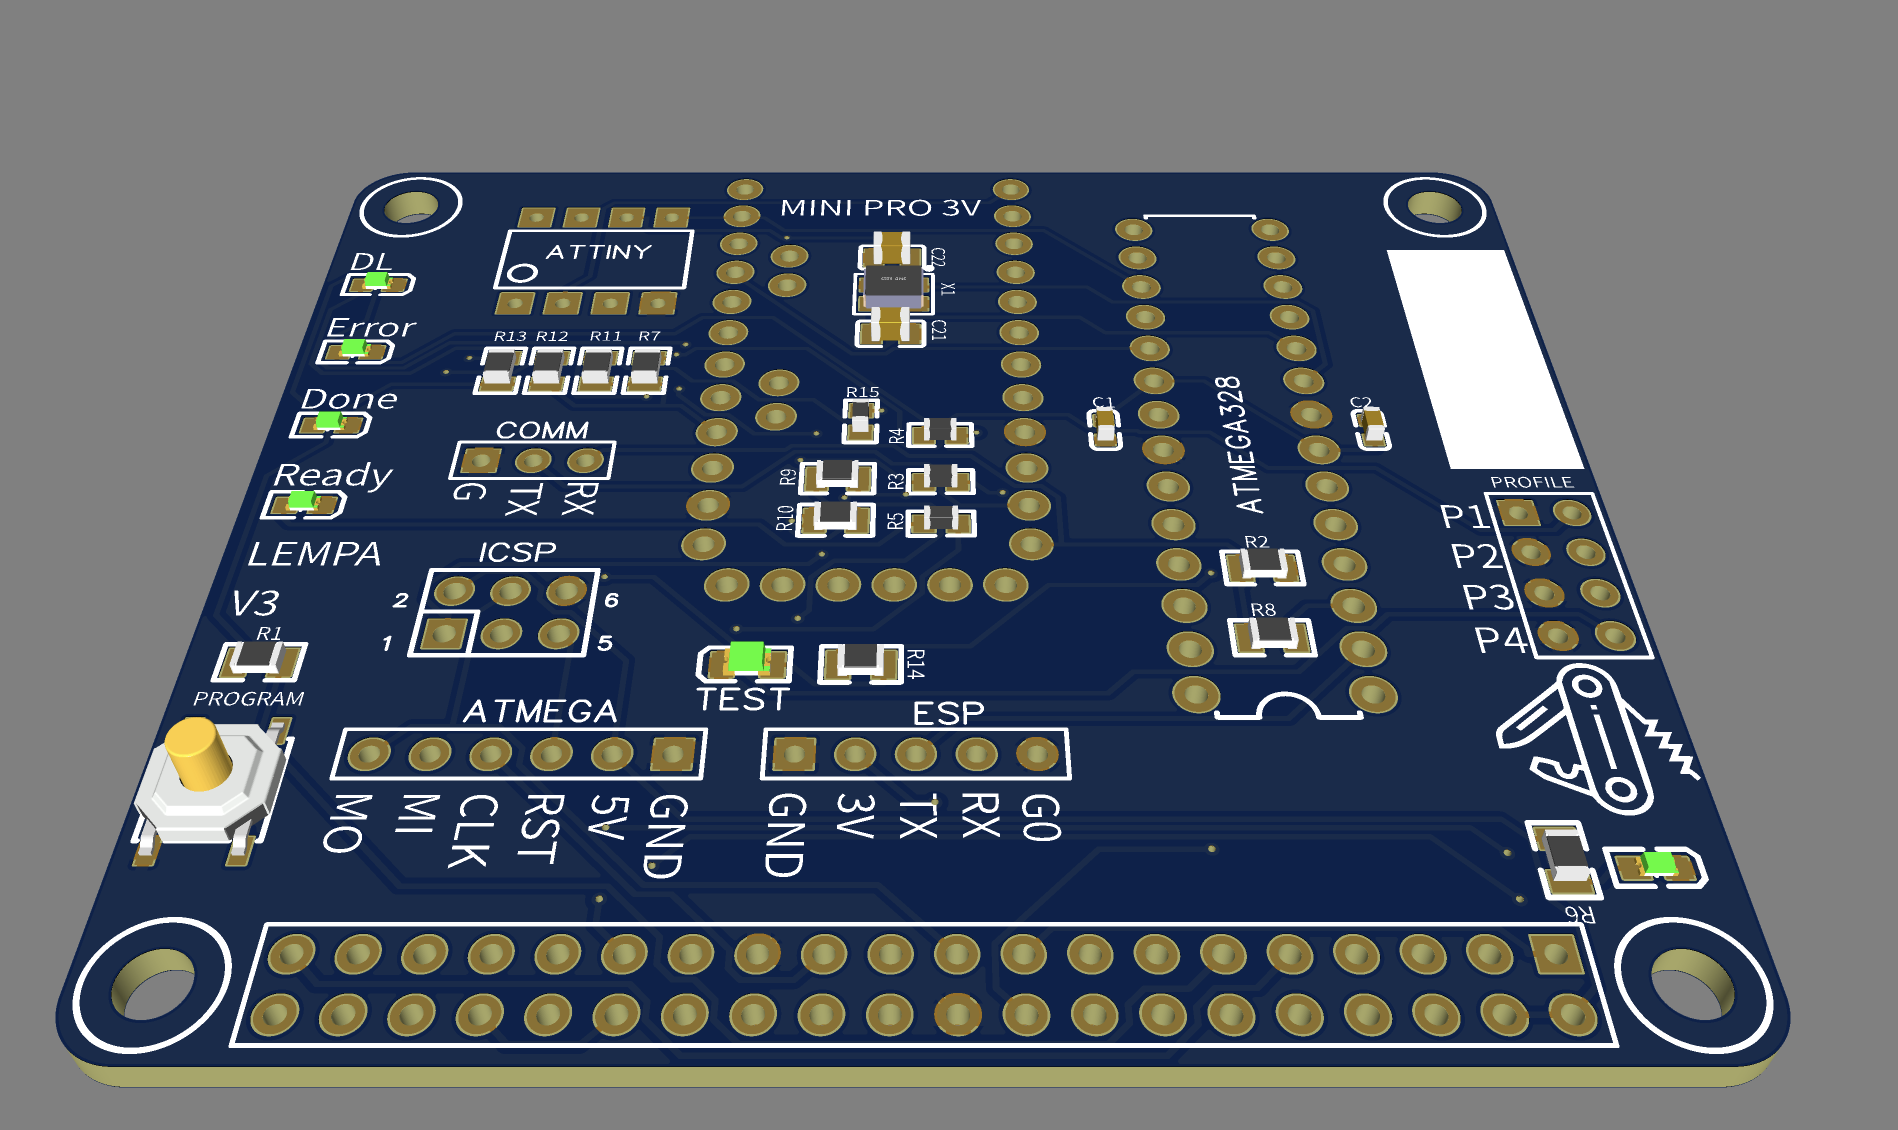 MINI PRO 3V
ATTINY
DL
C22
X1
C21
Error
R13 R12 R11 R7
Done
R15
C1
C2
COMM
R4
ATMEGA328
Ready
G TX RX
R9
R3
PROFILE
R10
R5
P1
LEMPA
ICSP
R2
P2
V3
2
6
R8
P3
R1
1
5
P4
R14
PROGRAM
TEST
ATMEGA
ESP
MO MI CLK RST 5V GND
GND 3V TX RX G0
R6